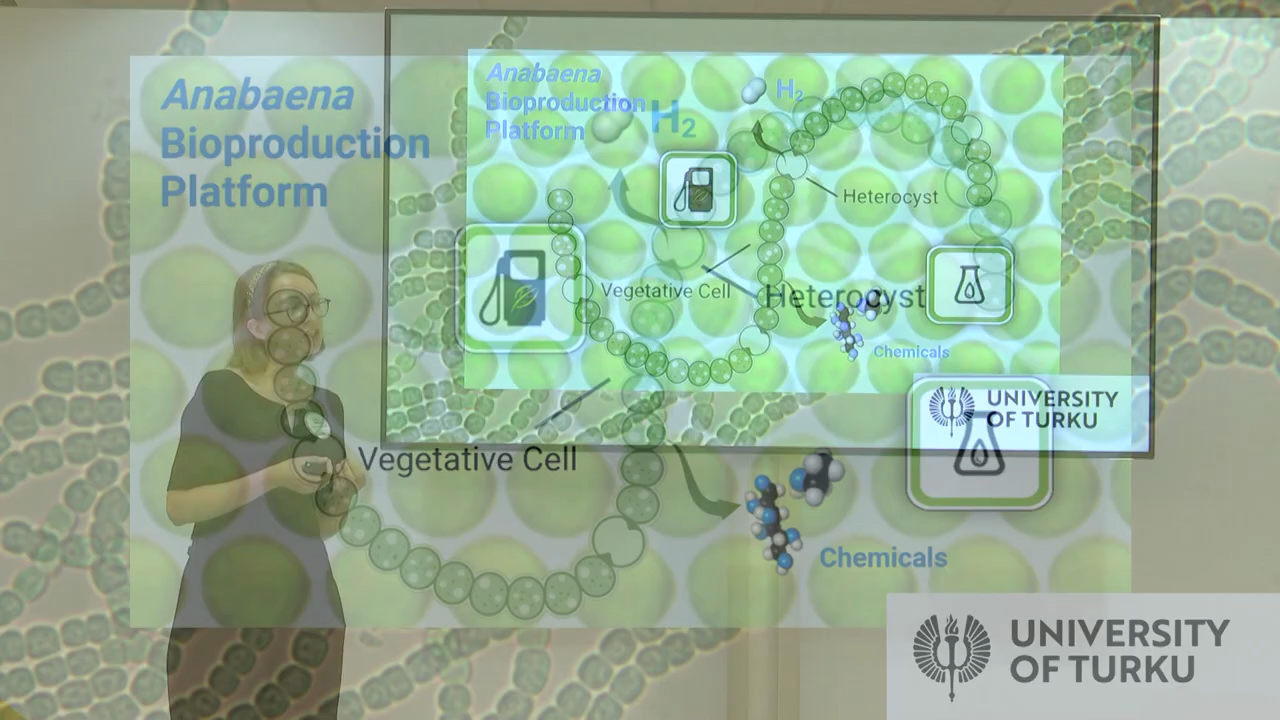 Anabaena
Bioproduction
Platform
H₂
Heterocyst
Vegetative Cell
Chemicals
UNIVERSITY
OF TURKU
Anabaena
Bioproduction
Platform
H₂
Heterocyst
Vegetative Cell
Chemicals
UNIVERSITY
OF TURKU